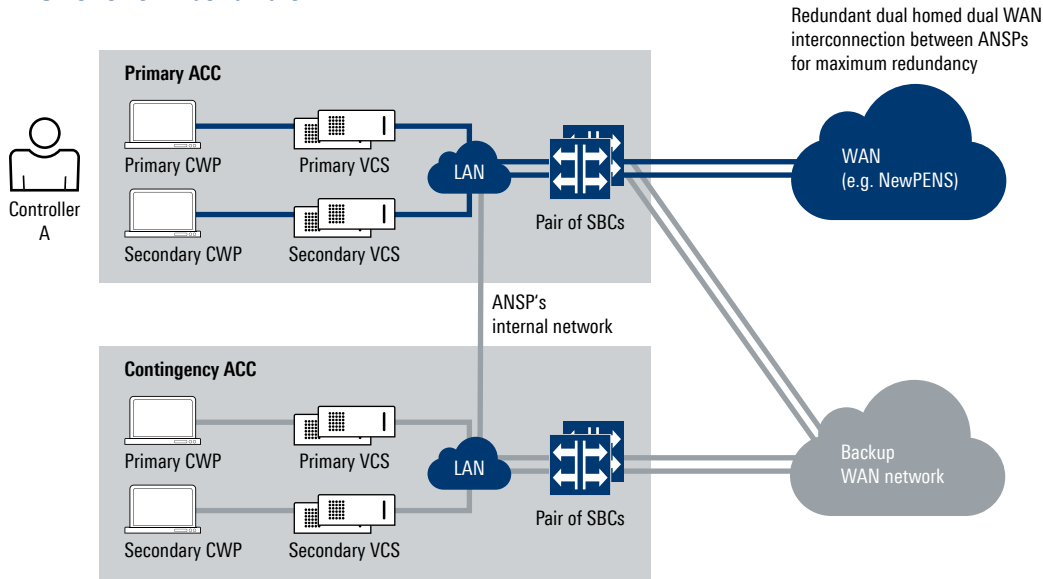 Redundant dual homed dual WAN
interconnection between ANSPs
for maximum redundancy
Primary ACC
Primary CWP
Primary VCS
LAN
WAN
(e.g. NewPENS)
Controller
A
Pair of SBCs
Secondary CWP
Secondary VCS
ANSP's
internal network
Contingency ACC
Primary CWP
Primary VCS
LAN
Backup
WAN network
Pair of SBCs
Secondary CWP
Secondary VCS